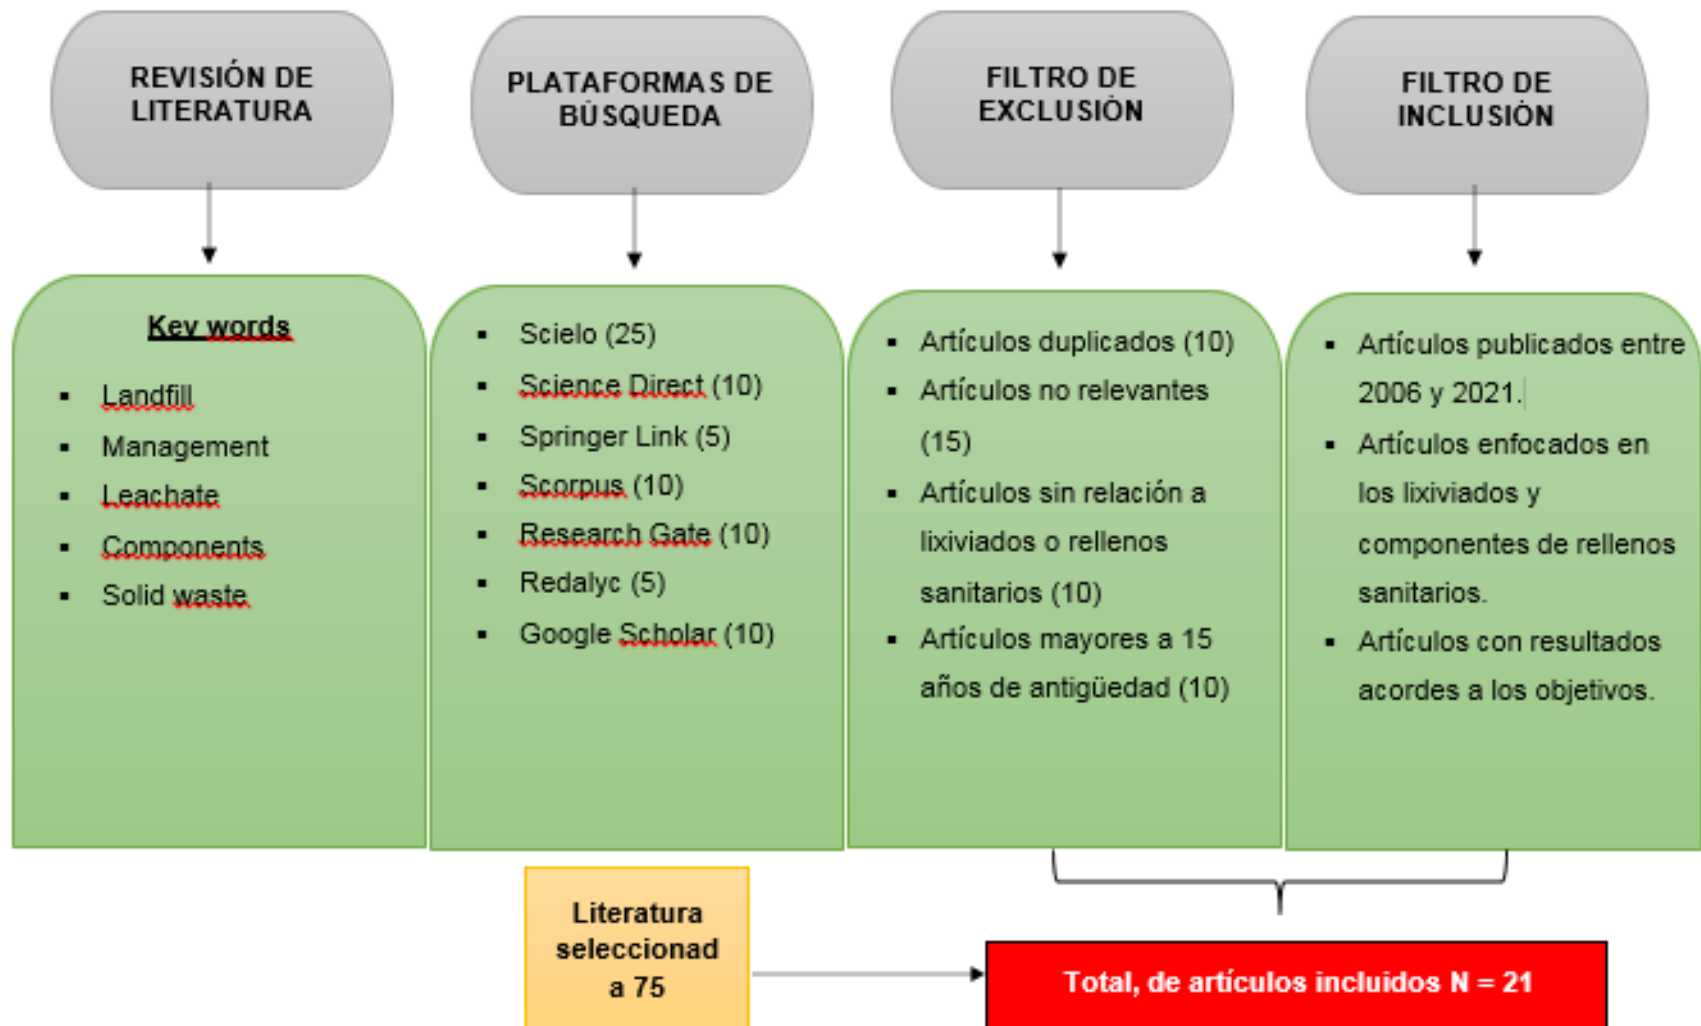 REVISIÓN DE
LITERATURA
Key words
▪ Landfill
▪ Management
▪ Leachate
▪ Components
▪ Solid waste
PLATAFORMAS DE
BÚSQUEDA
▪ Scielo (25)
▪ Science Direct (10)
▪ Springer Link (5)
▪ Scorpus (10)
▪ Research Gate (10)
▪ Redalyc (5)
▪ Google Scholar (10)
FILTRO DE
EXCLUSIÓN
▪ Artículos duplicados (10)
▪ Artículos no relevantes
(15)
▪ Artículos sin relación a
lixiviados o rellenos
sanitarios (10)
▪ Artículos mayores a 15
años de antigüedad (10)
FILTRO DE
INCLUSIÓN
▪ Artículos publicados entre
2006 y 2021.
▪ Artículos enfocados en
los lixiviados y
componentes de rellenos
sanitarios.
▪ Artículos con resultados
acordes a los objetivos.
Literatura
seleccionad
a 75
Total, de artículos incluidos N = 21